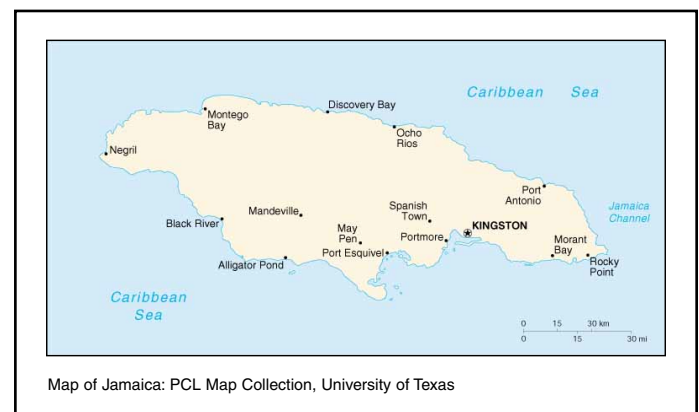 Caribbean Sea
Discovery Bay
Montego
Bay
Ocho
Rios
Negril
Port
Antonio
Jamaica
Channel
Spanish
Town
Mandeville
Black River
KINGSTON
May
Pen
Portmore
Morant
Bay
Port Esquivel
Alligator Pond
Rocky
Point
Caribbean
Sea
0 15 30 km
0 15 30 mi
Map of Jamaica: PCL Map Collection, University of Texas